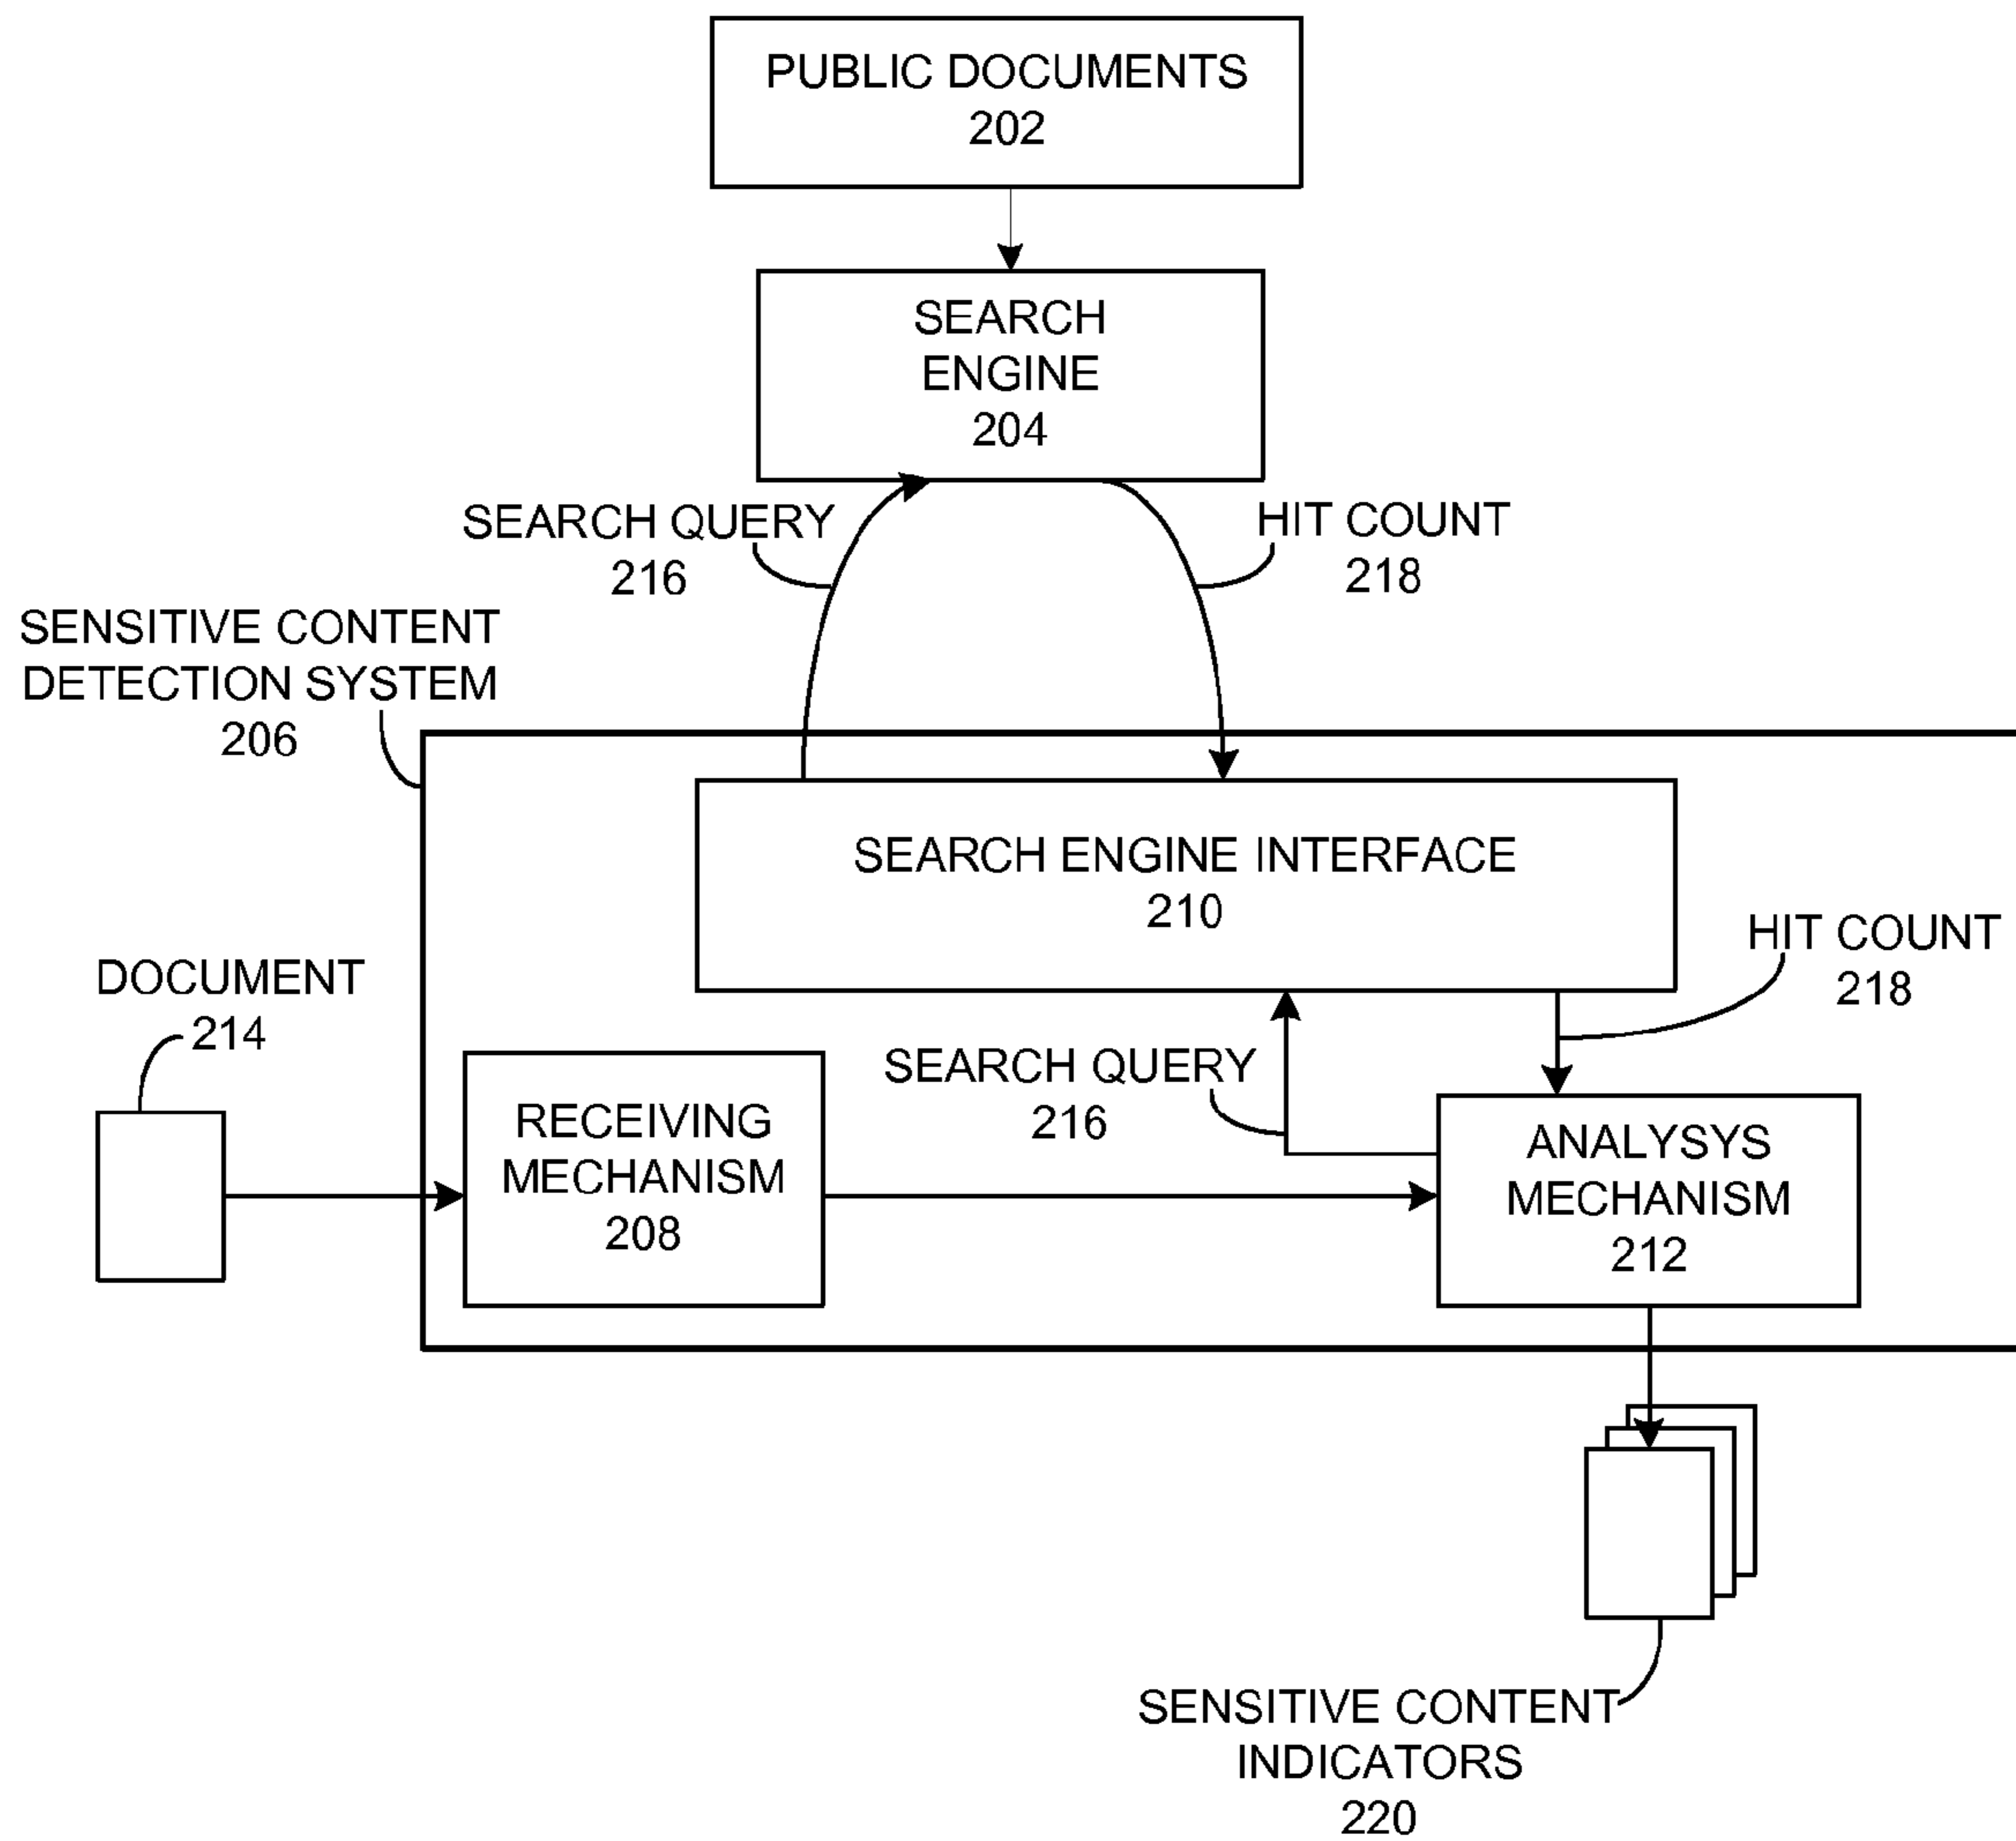 PUBLIC DOCUMENTS
202
SEARCH
ENGINE
204
SEARCH QUERY
216
HIT COUNT
218
SENSITIVE CONTENT
DETECTION SYSTEM
206
SEARCH ENGINE INTERFACE
210
HIT COUNT
218
DOCUMENT
214
SEARCH QUERY
216
RECEIVING
MECHANISM
208
ANALYSYS
MECHANISM
212
SENSITIVE CONTENT
INDICATORS
220